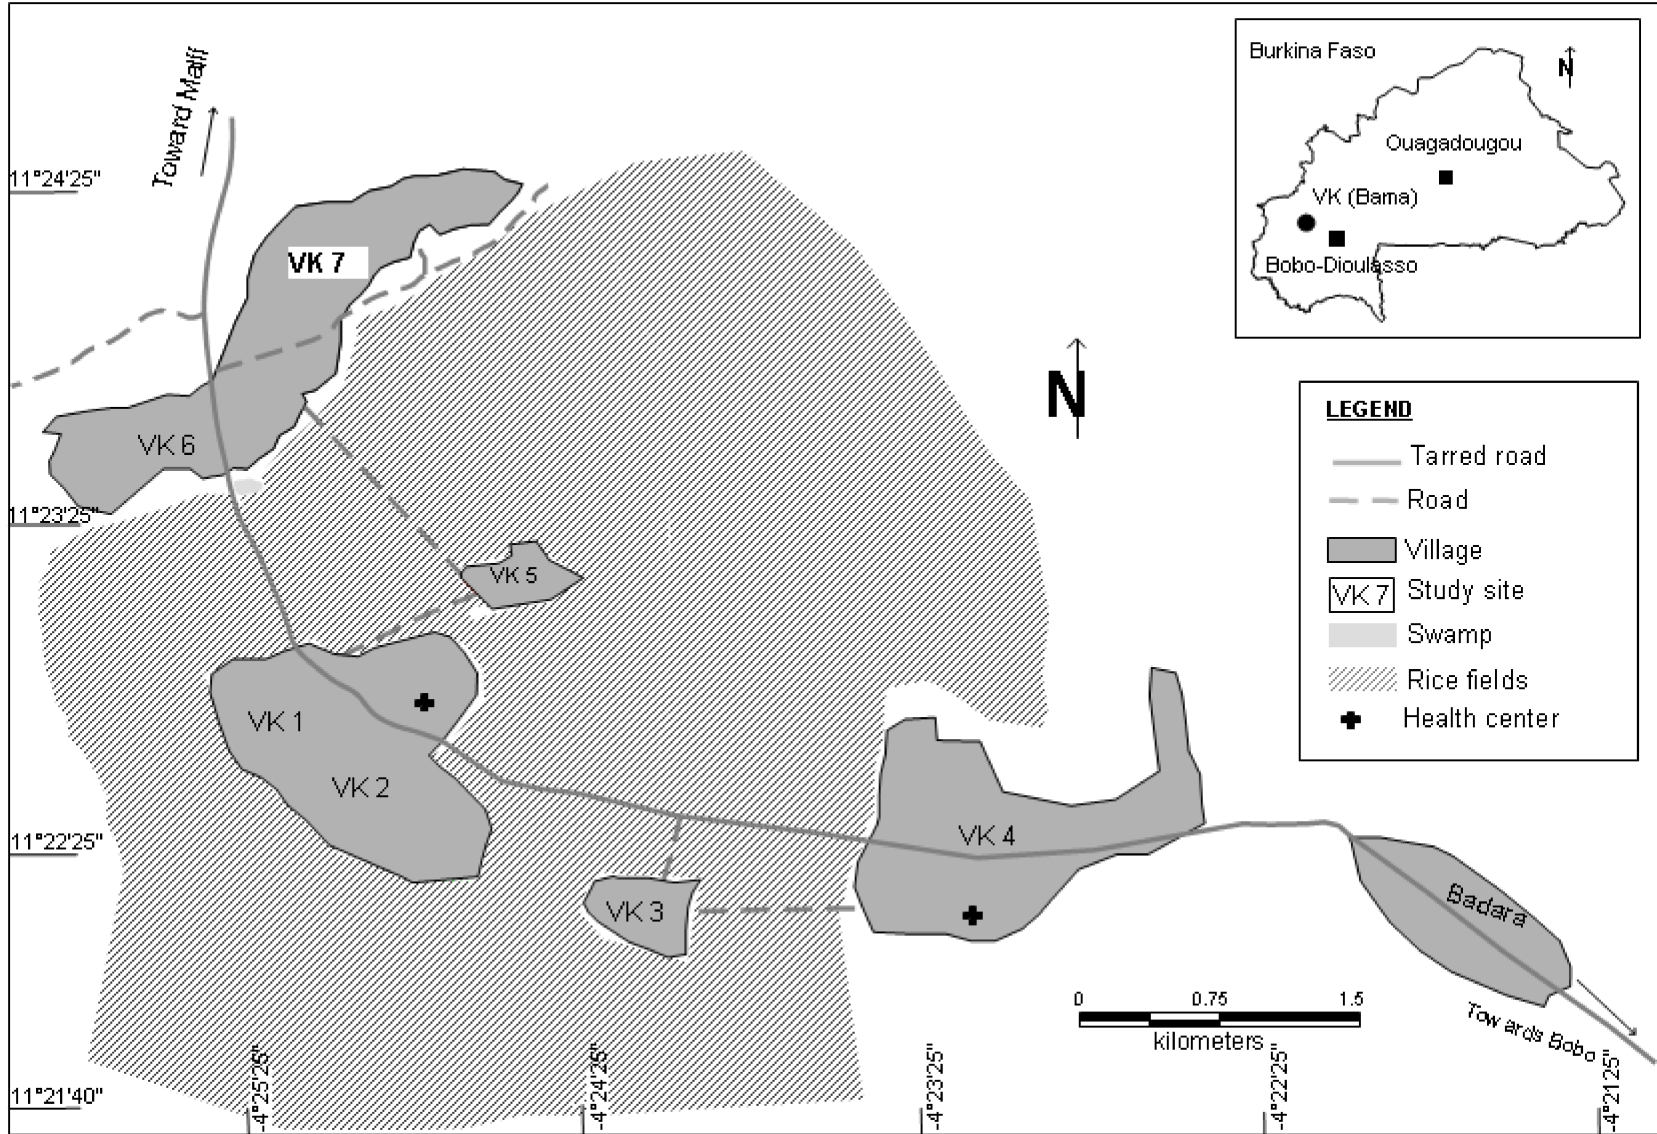 Burkina Faso
N
Ouagadougou
VK (Bama)
Bobo-Dioulasso
Toward Mali
11°24'25"
VK 7
N
LEGEND
Tarred road
Road
Village
VK 7 Study site
Swamp
Rice fields
Health center
VK 6
11°23'25"
VK 5
VK 1
VK 2
11°22'25"
VK 4
VK 3
Badara
0 0.75 1.5
kilometers
Towards Bobo
11°21'40"
-4°25'25"
-4°24'25"
-4°23'25"
-4°22'25"
-4°21'25"